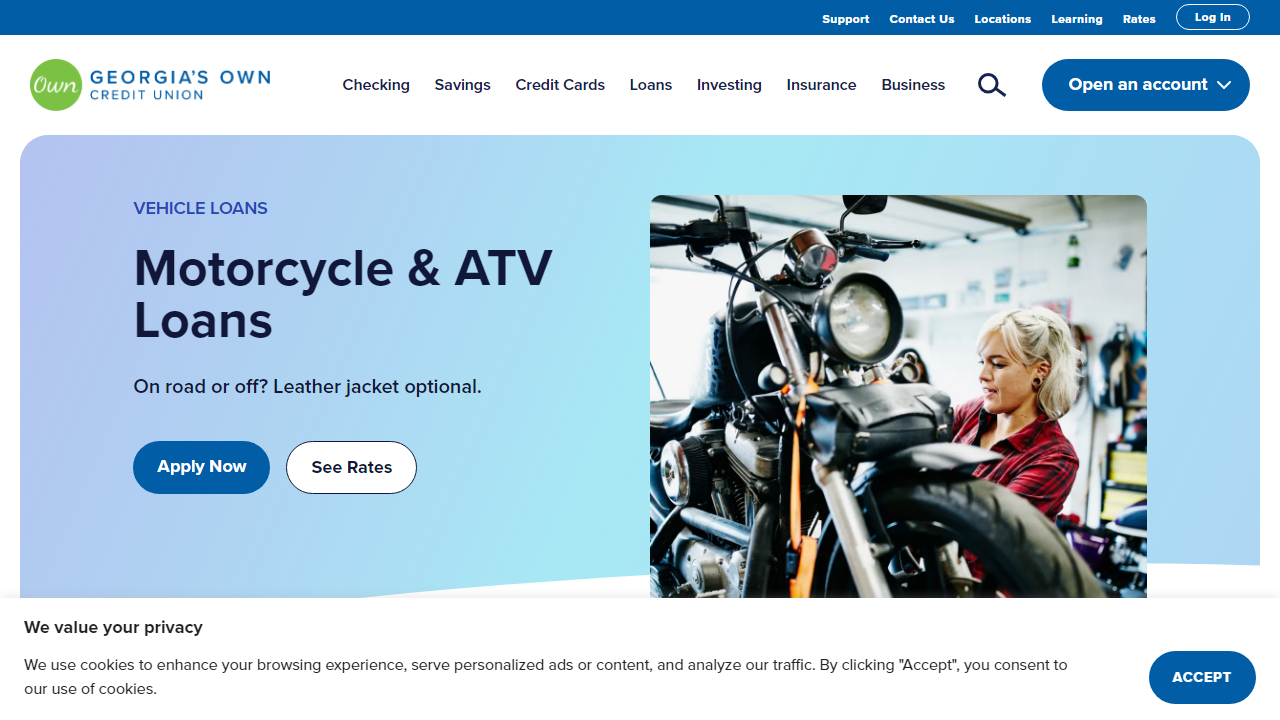 Support Contact Us Locations Learning Rates Log In
Own GEORGIA'S OWN
CREDIT UNION
Checking Savings Credit Cards Loans Investing Insurance Business Open an account
VEHICLE LOANS
Motorcycle & ATV
Loans
On road or off? Leather jacket optional.
Apply Now See Rates
We value your privacy
We use cookies to enhance your browsing experience, serve personalized ads or content, and analyze our traffic. By clicking "Accept", you consent to
our use of cookies.
ACCEPT